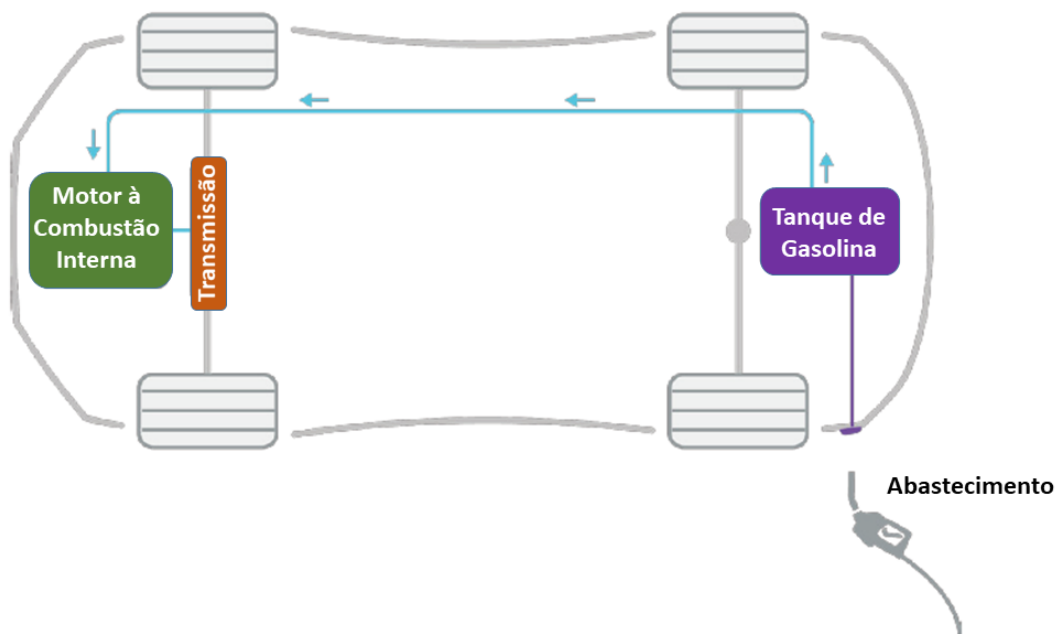 Motor à
Combustão
Interna
Transmissão
Tanque de
Gasolina
Abastecimento